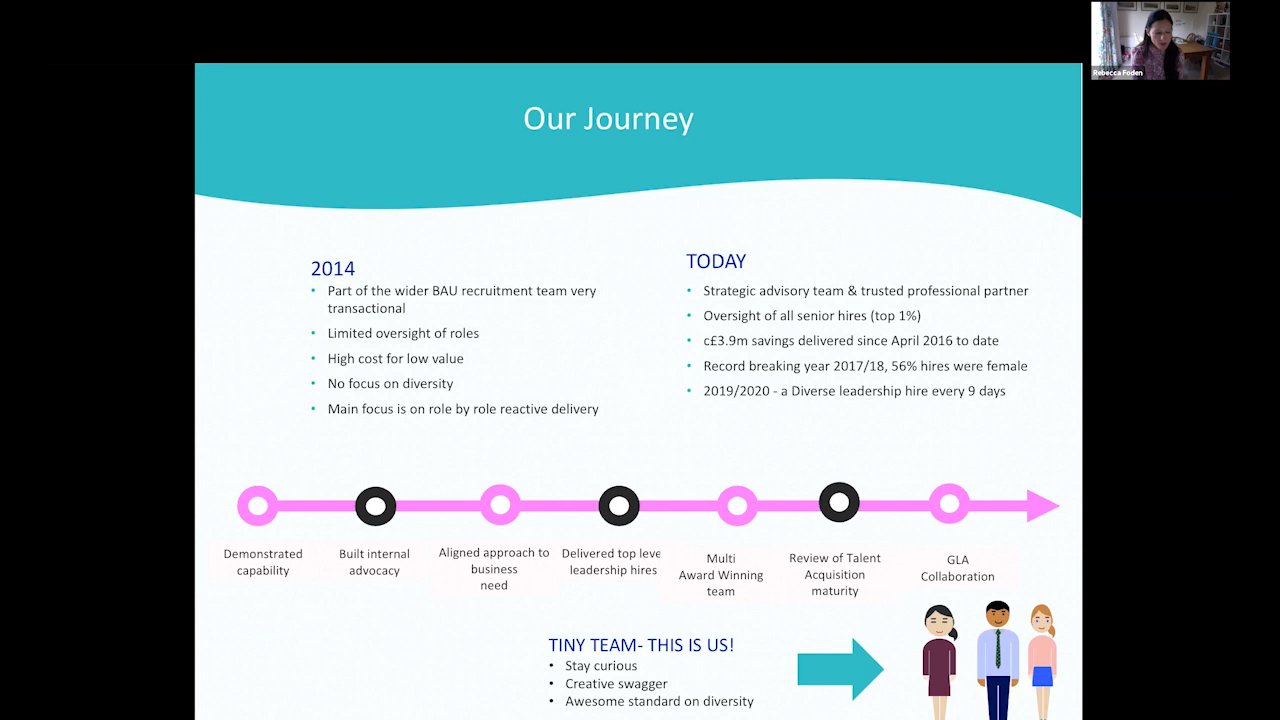 Rebecca Foden
Our Journey
2014
• Part of the wider BAU recruitment team very
transactional
• Limited oversight of roles
• High cost for low value
• No focus on diversity
• Main focus is on role by role reactive delivery
TODAY
• Strategic advisory team & trusted professional partner
• Oversight of all senior hires (top 1%)
• c£3.9m savings delivered since April 2016 to date
• Record breaking year 2017/18, 56% hires were female
• 2019/2020 - a Diverse leadership hire every 9 days
Demonstrated
capability
Built internal
advocacy
Aligned approach to
business
need
Delivered top leve
leadership hires
Multi
Award Winning
team
Review of Talent
Acquisition
maturity
GLA
Collaboration
TINY TEAM- THIS IS US!
• Stay curious
• Creative swagger
• Awesome standard on diversity